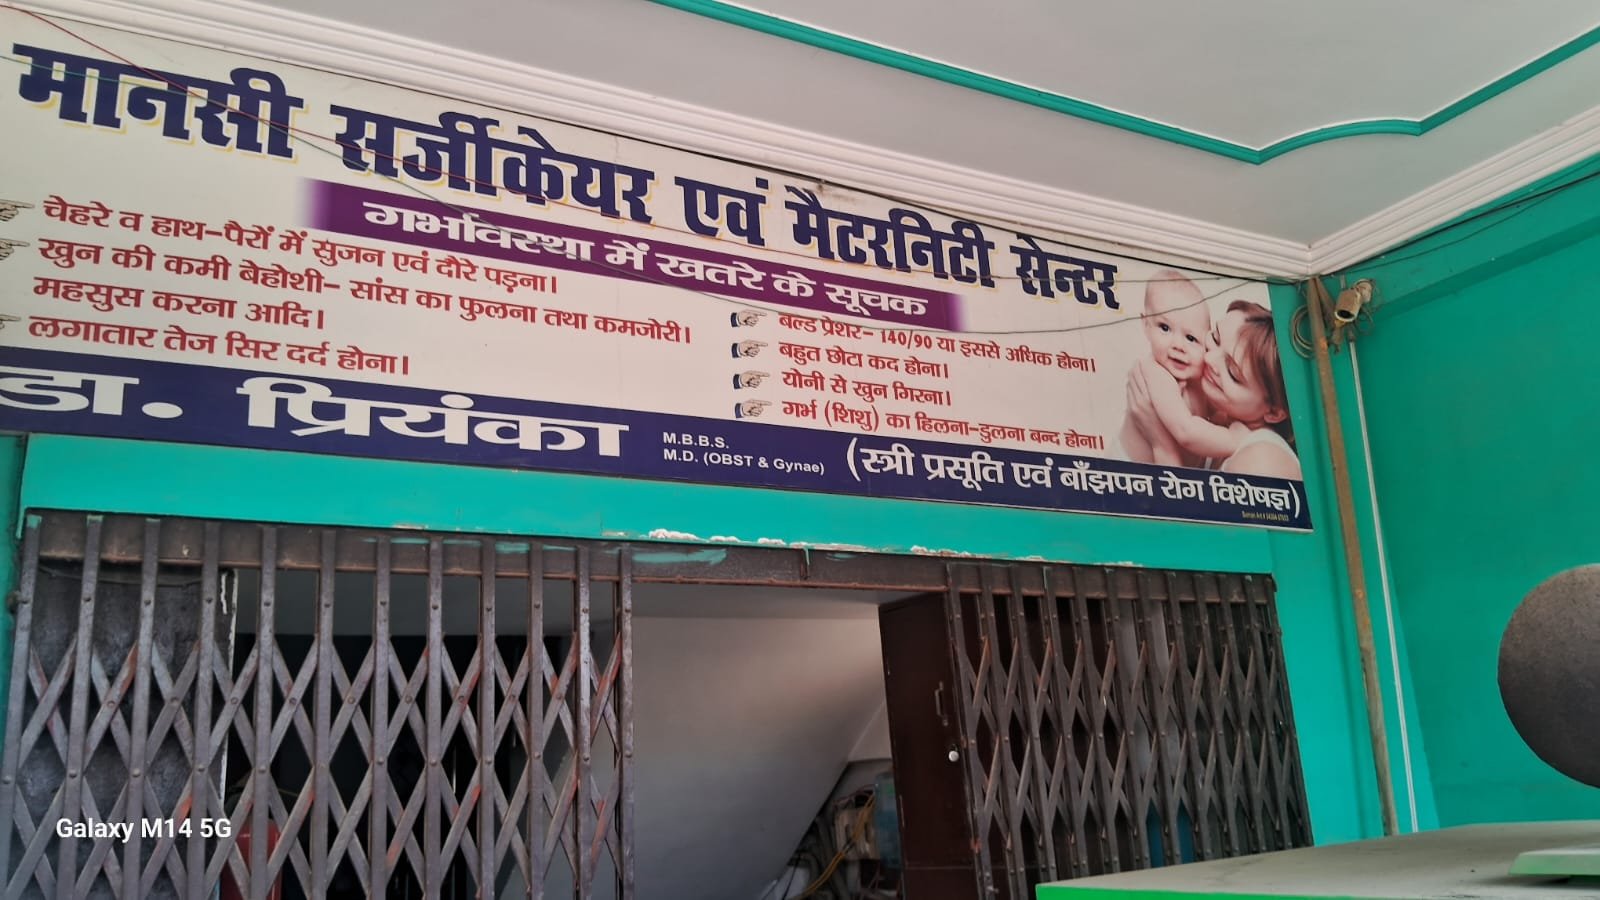 मानसी सर्जीकेयर एवं मैटरनिटी सेन्टर
गर्भावस्था में खतरे के सूचक
चेहरे व हाथ-पैरों में सुजन एवं दौरे पड़ना।
खुन की कमी बेहोशी- सांस का फुलना तथा कमजोरी।
महसुस करना आदि।
लगातार तेज सिर दर्द होना।
बल्ड प्रेशर- 140/90 या इससे अधिक होना।
बहुत छोटा कद होना।
योनी से खुन गिरना।
गर्भ (शिशु) का हिलना-डुलना बन्द होना।
डा. प्रियंका
M.B.B.S.
M.D. (OBST & Gynae)
(स्त्री प्रसूति एवं बाँझपन रोग विशेषज्ञ)
Galaxy M14 5G